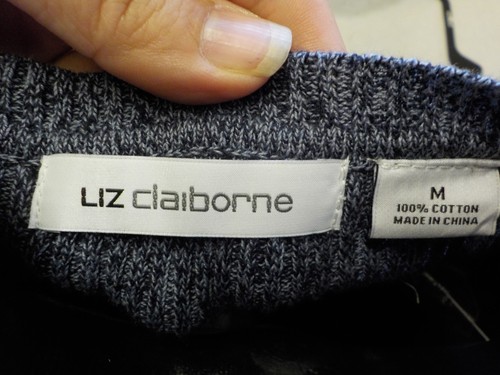 LIZ claiborne
M
100% COTTON
MADE IN CHINA